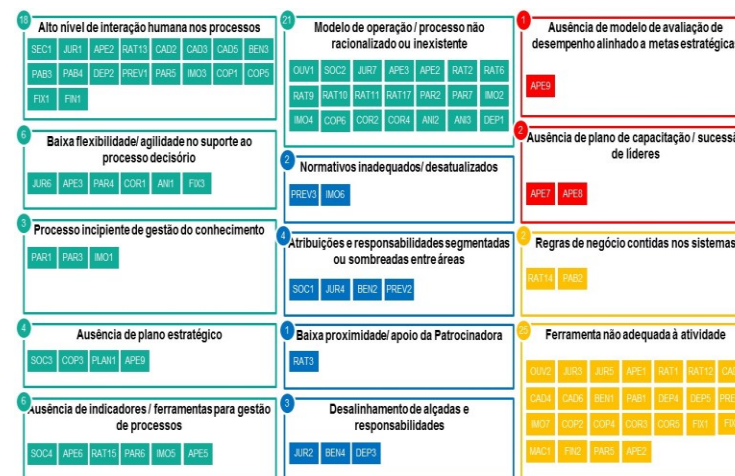 18
Alto nível de interação humana nos processos
SEC1 JUR1 APE2 RAT13 CAD2 CAD3 CAD5 BEN3
PAB3 PAB4 DEP2 PREV1 PAR5 IMO3 COP1 COP5
FIX1 FIN1
6
Baixa flexibilidade/ agilidade no suporte ao
processo decisório
JUR6 APE3 PAR4 COR1 ANI1 FIX3
3
Processo incipiente de gestão do conhecimento
PAR1 PAR3 IMO1
4
Ausência de plano estratégico
SOC3 COP3 PLAN1 APE9
6
Ausência de indicadores / ferramentas para gestão
de processos
SOC4 APE6 RAT15 PAR6 IMO5 APE5
21
Modelo de operação / processo não
racionalizado ou inexistente
OUV1 SOC2 JUR7 APE3 APE2 RAT2 RAT6
RAT9 RAT10 RAT11 RAT17 PAR2 PAR7 IMO2
IMO4 COP6 COR2 COR4 ANI2 ANI3 DEP1
2
Normativos inadequados/ desatualizados
PREV3 IMO6
4
Atribuições e responsabilidades segmentadas
ou sombreadas entre áreas
SOC1 JUR4 BEN2 PREV2
1
Baixa proximidade/ apoio da Patrocinadora
RAT3
3
Desalinhamento de alçadas e
responsabilidades
JUR2 BEN4 DEP3
1
Ausência de modelo de avaliação de
desempenho alinhado a metas estratégicas
APE9
2
Ausência de plano de capacitação / sucessã
de líderes
APE7 APE8
2
Regras de negócio contidas nos sistemas
RAT14 PAB2
25
Ferramenta não adequada à atividade
OUV2 JUR3 JUR5 APE1 RAT1 RAT12
CAD4 CAD6 BEN1 PAB1 DEP4 DEP5
IMO7 COP2 COP4 COR3 COR5 FIX1
MAC1 FIN2 PAR5 APE2